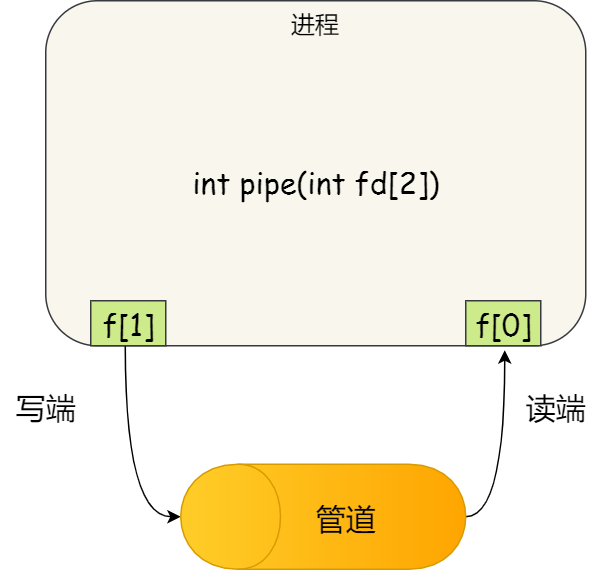 进程
int pipe(int fd[2])
f[1]
f[0]
写端
读端
管道